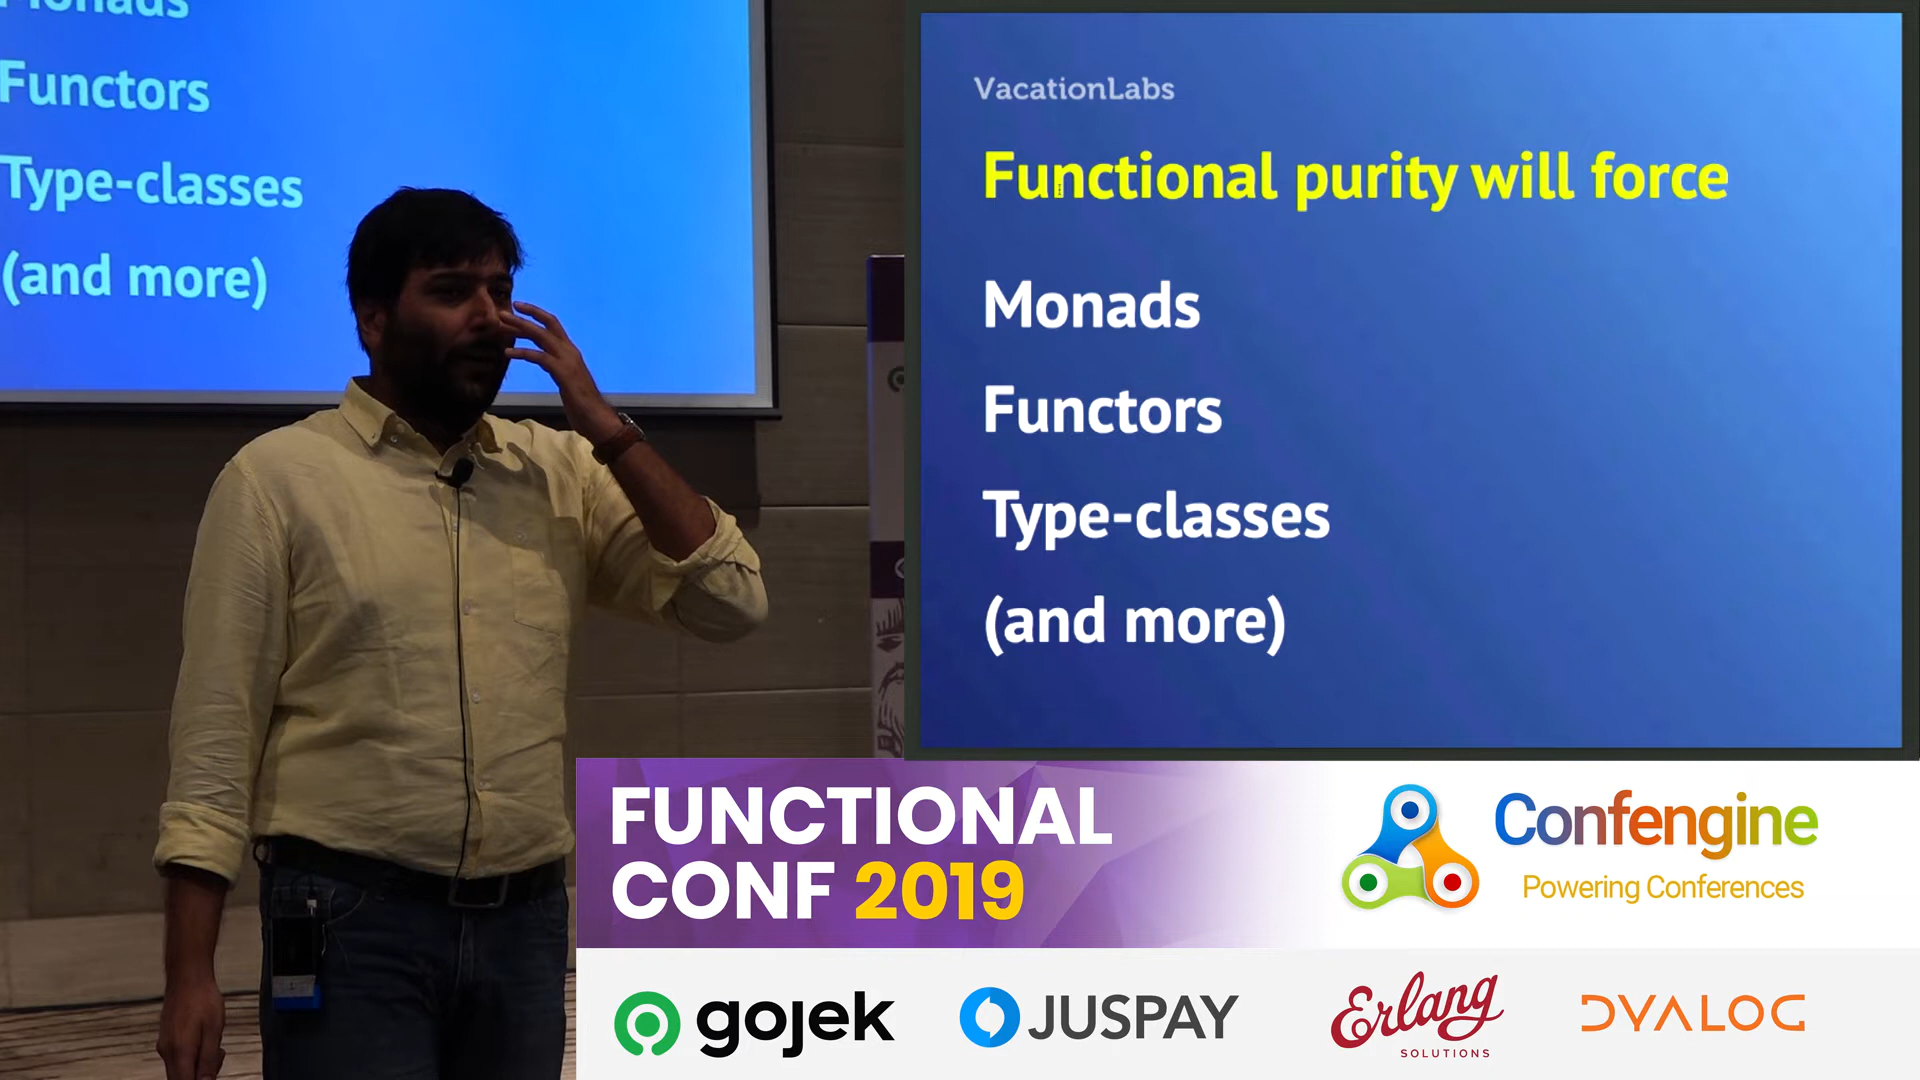 Monads
Functors
Type-classes
(and more)
VacationLabs
Functional purity will force
Monads
Functors
Type-classes
(and more)
FUNCTIONAL
CONF 2019
Confengine
Powering Conferences
gojek
JUSPAY
Erlang
SOLUTIONS
DYALOG